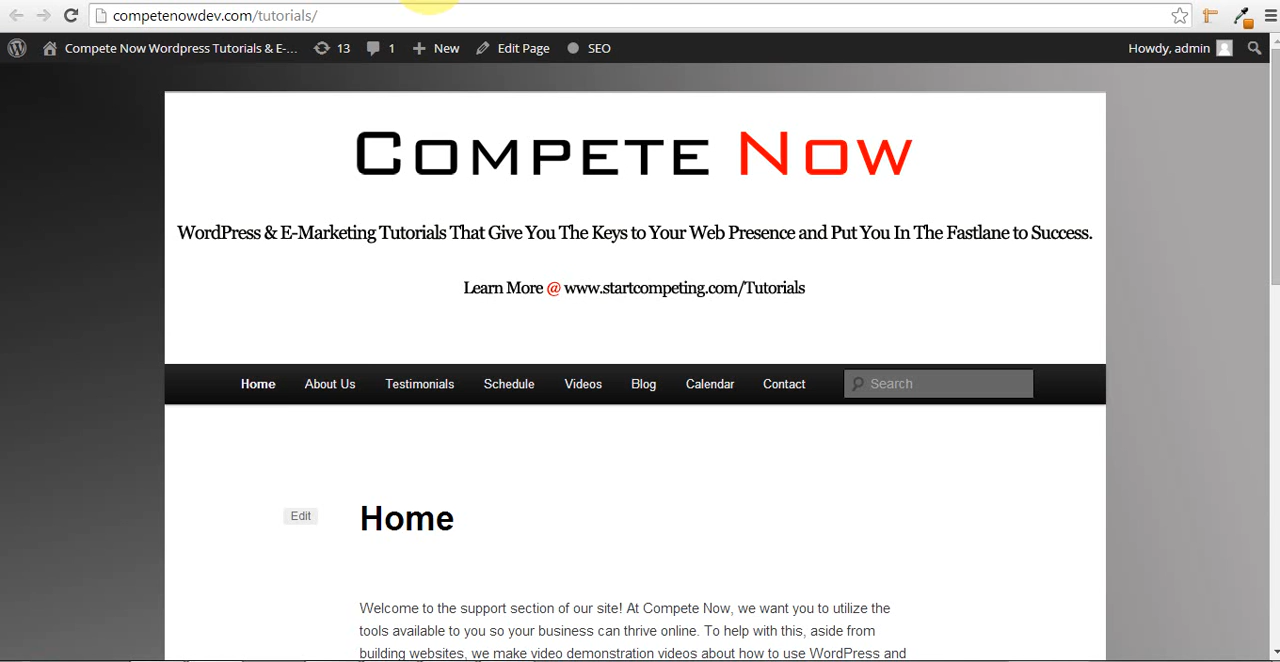 competenowdev.com/tutorials/
Compete Now Wordpress Tutorials & E-... 13 1 New Edit Page SEO Howdy, admin
Compete Now
WordPress & E-Marketing Tutorials That Give You The Keys to Your Web Presence and Put You In The Fastlane to Success.
Learn More @ www.startcompeting.com/Tutorials
Home About Us Testimonials Schedule Videos Blog Calendar Contact Search
Edit Home
Welcome to the support section of our site! At Compete Now, we want you to utilize the
tools available to you so your business can thrive online. To help with this, aside from
building websites, we make video demonstration videos about how to use WordPress and